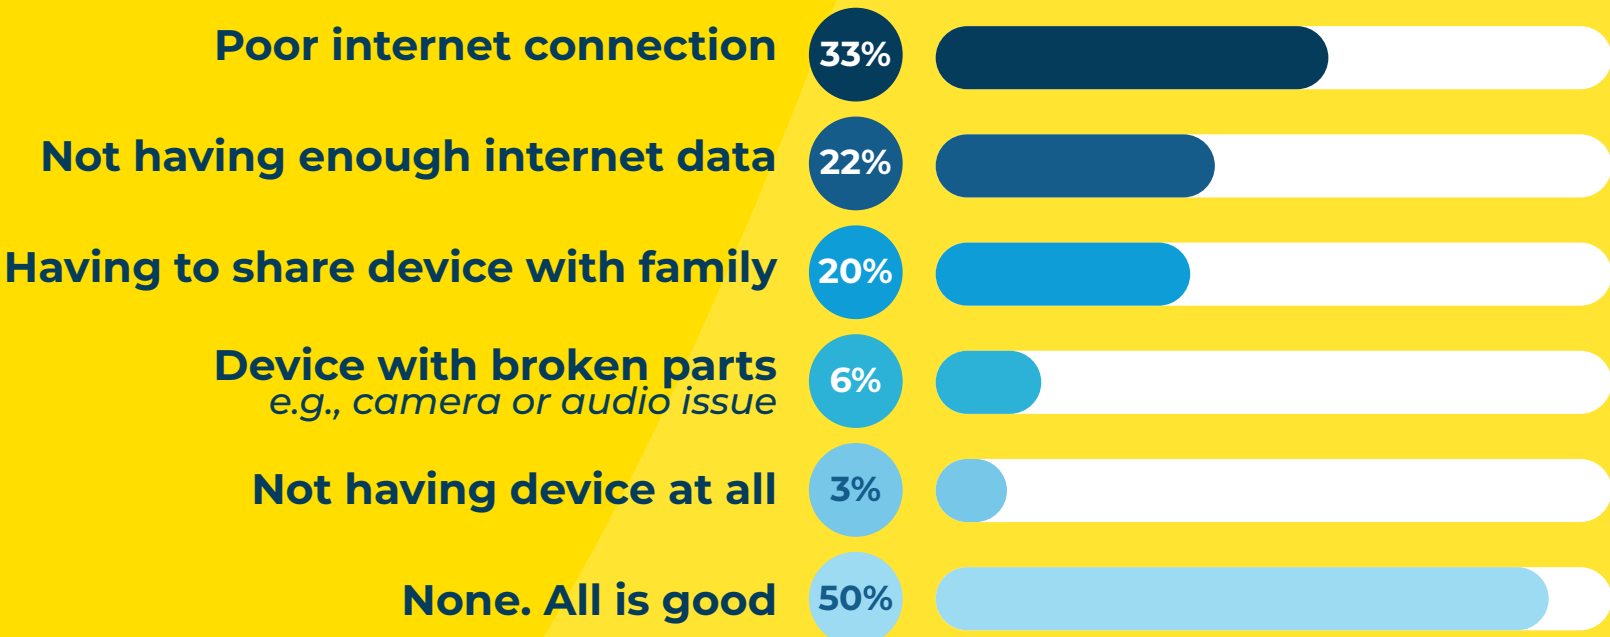 Poor internet connection 33%
Not having enough internet data 22%
Having to share device with family 20%
Device with broken parts 6%
e.g., camera or audio issue
Not having device at all 3%
None. All is good 50%